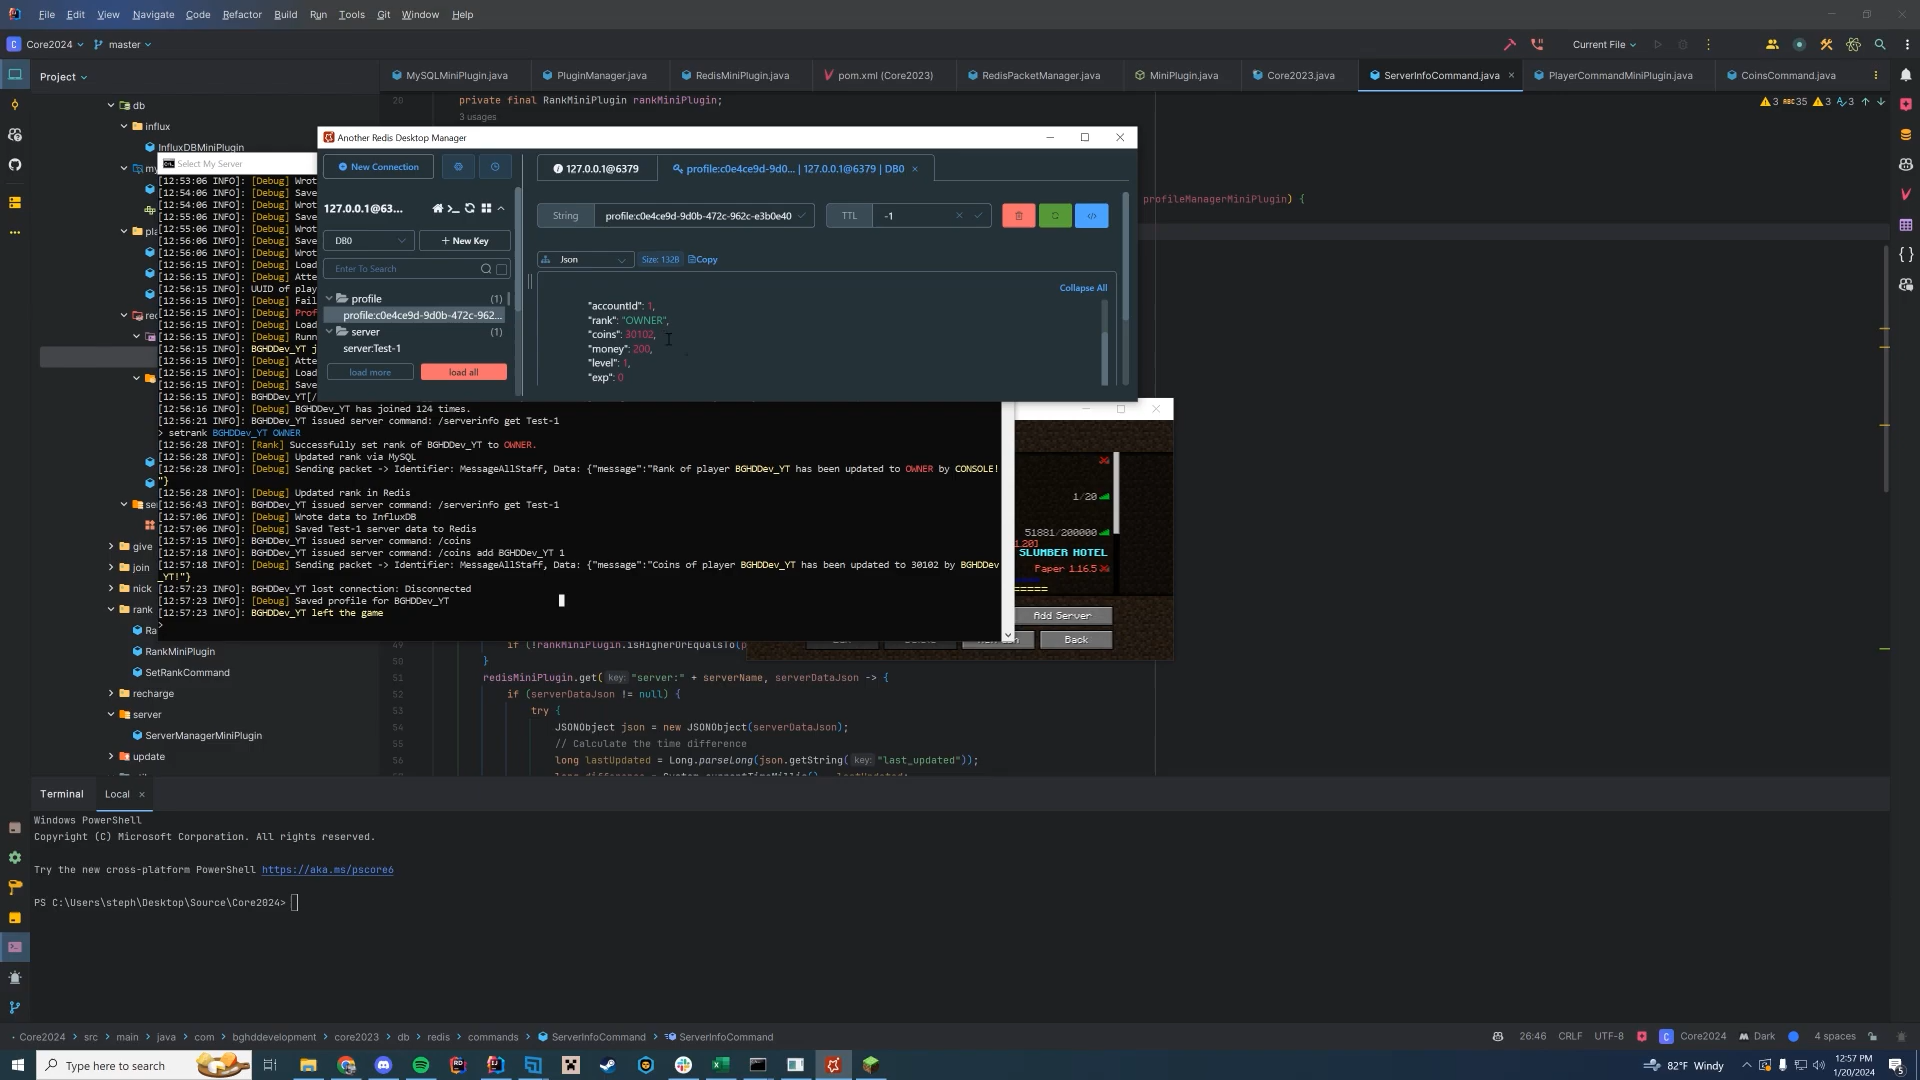 File Edit View Navigate Code Refactor Build Run Tools Git Window Help
C Core2024 master Current File
Project
MySQLMiniPlugin.java PluginManager.java RedisMiniPlugin.java pom.xml (Core2023) RedisPacketManager.java MiniPlugin.java Core2023.java ServerInfoCommand.java PlayerCommandMiniPlugin.java CoinsCommand.java
20 private final RankMiniPlugin rankMiniPlugin;
3 usages
3 35 3 3
db
influx
InfluxDBMiniPlugin
Another Redis Desktop Manager
Select My Server
New Connection
127.0.0.1@6379
profile:c0e4ce9d-9d0... | 127.0.0.1@6379 | DB0
profileManagerMiniPlugin) {
127.0.0.1@63...
String profile:c0e4ce9d-9d0b-472c-962c-e3b0e40 TTL -1
DB0 + New Key
Enter To Search
Json Size: 132B Copy
Collapse All
profile (1)
profile:c0e4ce9d-9d0b-472c-962...
server (1)
server:Test-1
load more load all
"accountId": 1,
"rank": "OWNER",
"coins": 30102,
"money": 200,
"level": 1,
"exp": 0
[12:53:06 INFO]: [Debug] Wrot
[12:54:06 INFO]: [Debug] Save
[12:54:06 INFO]: [Debug] Wrot
[12:55:06 INFO]: [Debug] Save
[12:55:06 INFO]: [Debug] Wrot
[12:56:06 INFO]: [Debug] Save
[12:56:06 INFO]: [Debug] Wrot
[12:56:15 INFO]: [Debug] Load
[12:56:15 INFO]: [Debug] Atte
[12:56:15 INFO]: UUID of play
[12:56:15 INFO]: [Debug] Fail
[12:56:15 INFO]: [Debug] Prof
[12:56:15 INFO]: [Debug] Load
[12:56:15 INFO]: [Debug] Runn
[12:56:15 INFO]: BGHDDev_YT j
[12:56:15 INFO]: [Debug] Atte
[12:56:15 INFO]: [Debug] Load
[12:56:15 INFO]: [Debug] Save
[12:56:15 INFO]: BGHDDev_YT[/
[12:56:16 INFO]: [Debug] BGHDDev_YT has joined 124 times.
[12:56:21 INFO]: BGHDDev_YT issued server command: /serverinfo get Test-1
> setrank BGHDDev_YT OWNER
[12:56:28 INFO]: [Rank] Successfully set rank of BGHDDev_YT to OWNER.
[12:56:28 INFO]: [Debug] Updated rank via MySQL
[12:56:28 INFO]: [Debug] Sending packet -> Identifier: MessageAllStaff, Data: {"message":"Rank of player BGHDDev_YT has been updated to OWNER by CONSOLE!
"}
[12:56:28 INFO]: [Debug] Updated rank in Redis
[12:56:43 INFO]: BGHDDev_YT issued server command: /serverinfo get Test-1
[12:57:06 INFO]: [Debug] Wrote data to InfluxDB
[12:57:06 INFO]: [Debug] Saved Test-1 server data to Redis
[12:57:15 INFO]: BGHDDev_YT issued server command: /coins
[12:57:18 INFO]: BGHDDev_YT issued server command: /coins add BGHDDev_YT 1
[12:57:18 INFO]: [Debug] Sending packet -> Identifier: MessageAllStaff, Data: {"message":"Coins of player BGHDDev_YT has been updated to 30102 by BGHDDev
_YT!"}
[12:57:23 INFO]: BGHDDev_YT lost connection: Disconnected
[12:57:23 INFO]: [Debug] Saved profile for BGHDDev_YT
[12:57:23 INFO]: BGHDDev_YT left the game
>
1/20
51881/200000
1.20]
SLUMBER HOTEL
Paper 1.16.5
=====
Add Server
Back
give
join
nick
rank
RankMiniPlugin
SetRankCommand
recharge
server
ServerManagerMiniPlugin
update
49 if (!rankMiniPlugin.isHigherOrEqualsTo(p
50 }
51 redisMiniPlugin.get( key: "server:" + serverName, serverDataJson -> {
52 if (serverDataJson != null) {
53 try {
54 JSONObject json = new JSONObject(serverDataJson);
55 // Calculate the time difference
56 long lastUpdated = Long.parseLong(json.getString( key: "last_updated"));
Terminal Local
Windows PowerShell
Copyright (C) Microsoft Corporation. All rights reserved.
Try the new cross-platform PowerShell https://aka.ms/pscore6
PS C:\Users\steph\Desktop\Source\Core2024>
Core2024 > src > main > java > com > bghddevelopment > core2023 > db > redis > commands > ServerInfoCommand > ServerInfoCommand
26:46 CRLF UTF-8 C Core2024 Dark 4 spaces
Type here to search
82°F Windy
12:57 PM
1/20/2024
5